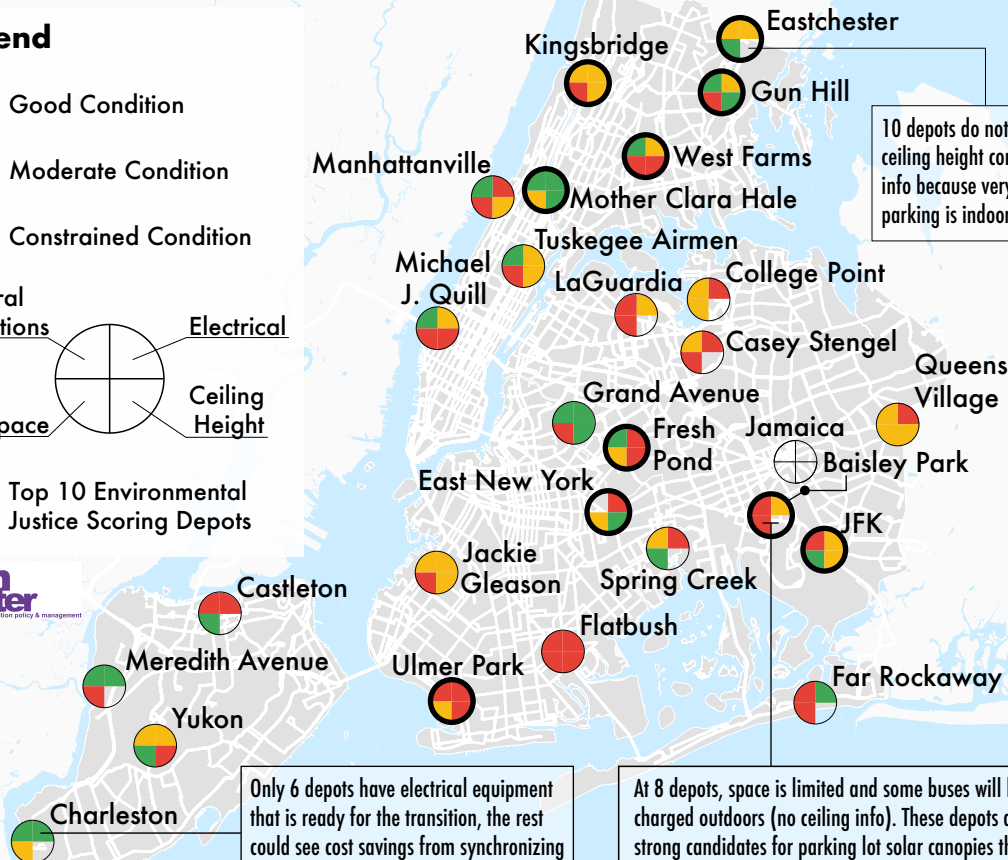 end
Good Condition
Moderate Condition
Constrained Condition
ral
tions
Electrical
pace
Ceiling
Height
Top 10 Environmental
Justice Scoring Depots
n
ter
tion policy & management
Eastchester
Kingsbridge
Gun Hill
10 depots do not
ceiling height con
info because very
parking is indoor
West Farms
Manhattanville
Mother Clara Hale
Tuskegee Airmen
Michael
J. Quill
LaGuardia
College Point
Casey Stengel
Queens
Village
Grand Avenue
Fresh
Pond
Jamaica
Baisley Park
East New York
JFK
Jackie
Gleason
Spring Creek
Castleton
Flatbush
Meredith Avenue
Ulmer Park
Far Rockaway
Yukon
Charleston
Only 6 depots have electrical equipment
that is ready for the transition, the rest
could see cost savings from synchronizing
At 8 depots, space is limited and some buses will
charged outdoors (no ceiling info). These depots
strong candidates for parking lot solar canopies